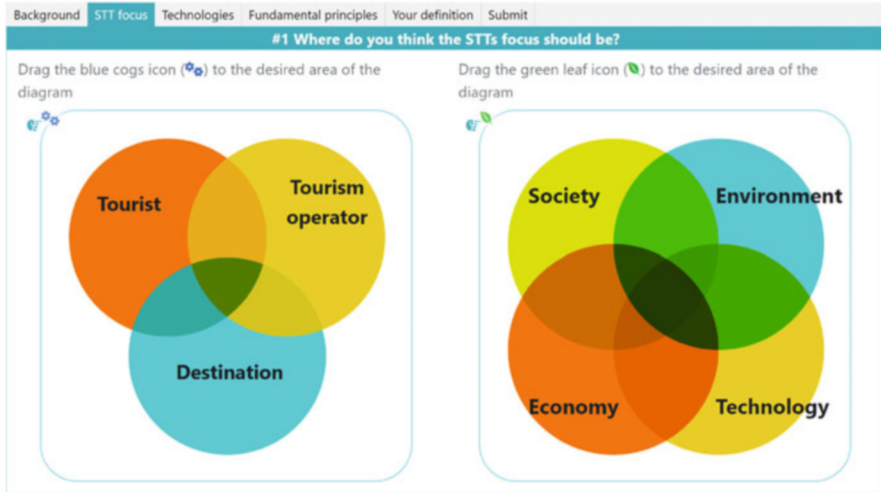 Background STT focus Technologies Fundamental principles Your definition Submit
#1 Where do you think the STTs focus should be?
Drag the blue cogs icon ( ) to the desired area of the
diagram
Tourist
Tourism
operator
Destination
Drag the green leaf icon ( ) to the desired area of the
diagram
Society
Environment
Economy
Technology